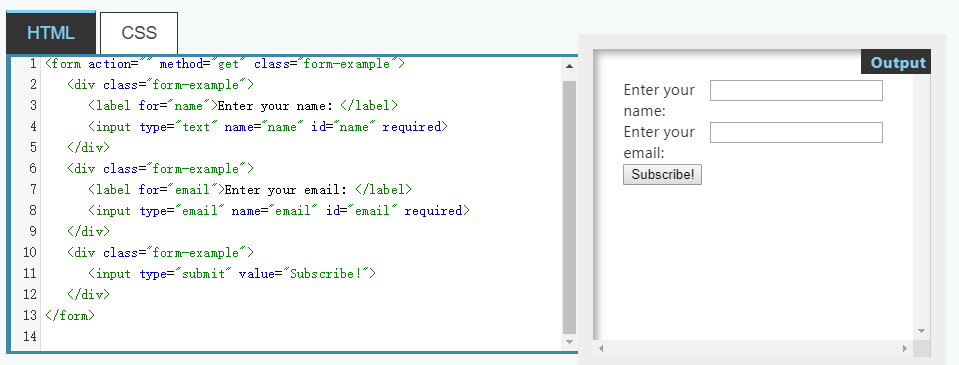 HTML CSS
1 <form action="" method="get" class="form-example">
2 <div class="form-example">
3 <label for="name">Enter your name: </label>
4 <input type="text" name="name" id="name" required>
5 </div>
6 <div class="form-example">
7 <label for="email">Enter your email: </label>
8 <input type="email" name="email" id="email" required>
9 </div>
10 <div class="form-example">
11 <input type="submit" value="Subscribe!">
12 </div>
13 </form>
14
Output
Enter your
name:
Enter your
email:
Subscribe!